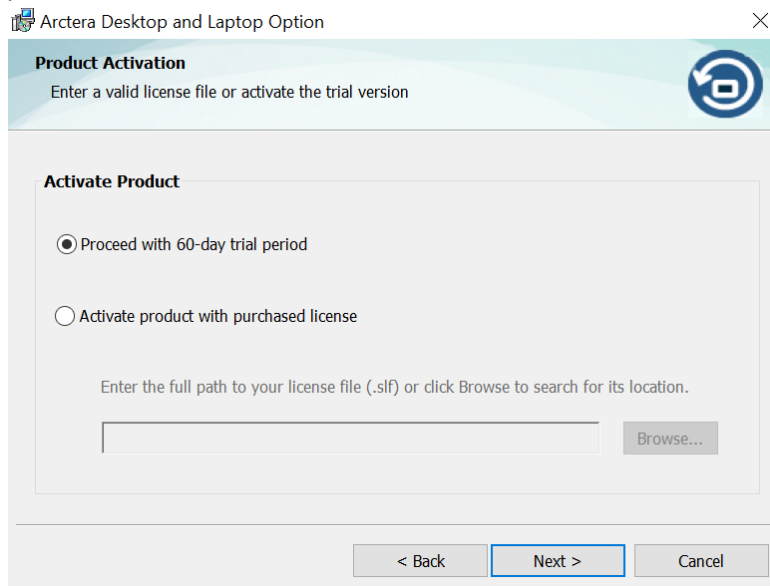 Arctera Desktop and Laptop Option
Product Activation
Enter a valid license file or activate the trial version
Activate Product
Proceed with 60-day trial period
Activate product with purchased license
Enter the full path to your license file (.slf) or click Browse to search for its location.
Browse...
< Back Next > Cancel